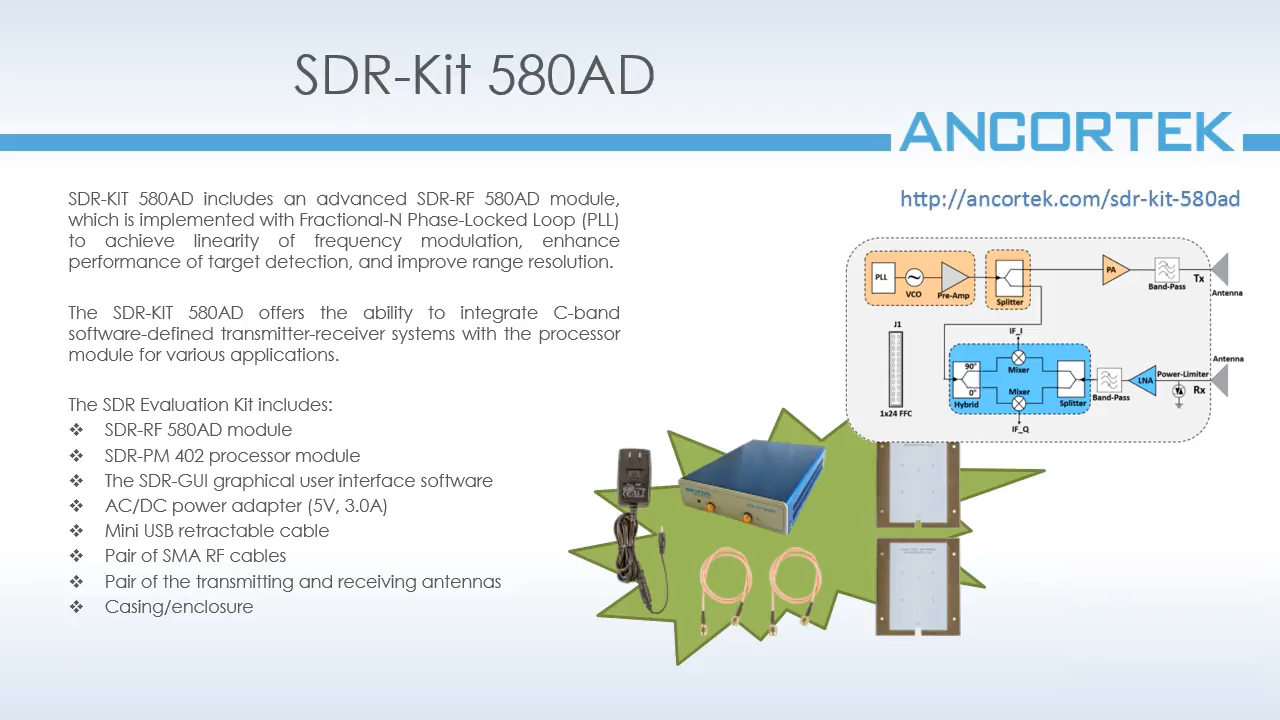 SDR-Kit 580AD
ANCORTEK
SDR-KIT 580AD includes an advanced SDR-RF 580AD module,
which is implemented with Fractional-N Phase-Locked Loop (PLL)
to achieve linearity of frequency modulation, enhance
performance of target detection, and improve range resolution.
The SDR-KIT 580AD offers the ability to integrate C-band
software-defined transmitter-receiver systems with the processor
module for various applications.
The SDR Evaluation Kit includes:
❖ SDR-RF 580AD module
❖ SDR-PM 402 processor module
❖ The SDR-GUI graphical user interface software
❖ AC/DC power adapter (5V, 3.0A)
❖ Mini USB retractable cable
❖ Pair of SMA RF cables
❖ Pair of the transmitting and receiving antennas
❖ Casing/enclosure
http://ancortek.com/sdr-kit-580ad
PLL
VCO
Pre-Amp
Splitter
PA
Band-Pass
Tx
Antenna
J1
1x24 FFC
IF_I
90°
0°
Hybrid
Mixer
Mixer
IF_Q
Splitter
Band-Pass
LNA
Power-Limiter
Rx
Antenna
ANCORTEK